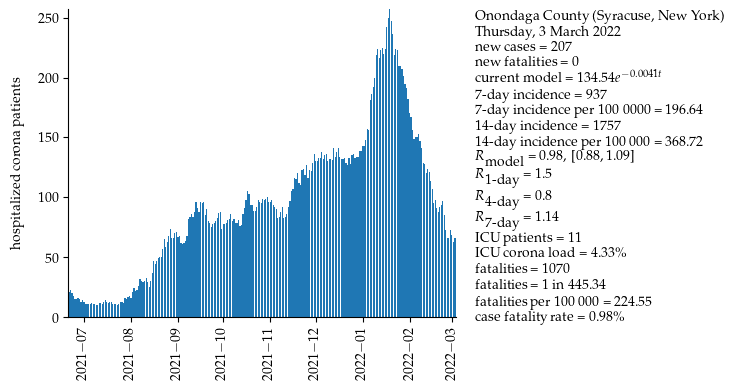 250
200
150
100
50
0
hospitalized corona patients
2021−07
2021−08
2021−09
2021−10
2021−11
2021−12
2022−01
2022−02
2022−03
Onondaga County (Syracuse, New York)
Thursday, 3 March 2022
new cases = 207
new fatalities = 0
current model = 134.54e^−0.0041t
7-day incidence = 937
7-day incidence per 100 0000 = 196.64
14-day incidence = 1757
14-day incidence per 100 000 = 368.72
R_model = 0.98, [0.88, 1.09]
R_1-day = 1.5
R_4-day = 0.8
R_7-day = 1.14
ICU patients = 11
ICU corona load = 4.33%
fatalities = 1070
fatalities = 1 in 445.34
fatalities per 100 000 = 224.55
case fatality rate = 0.98%